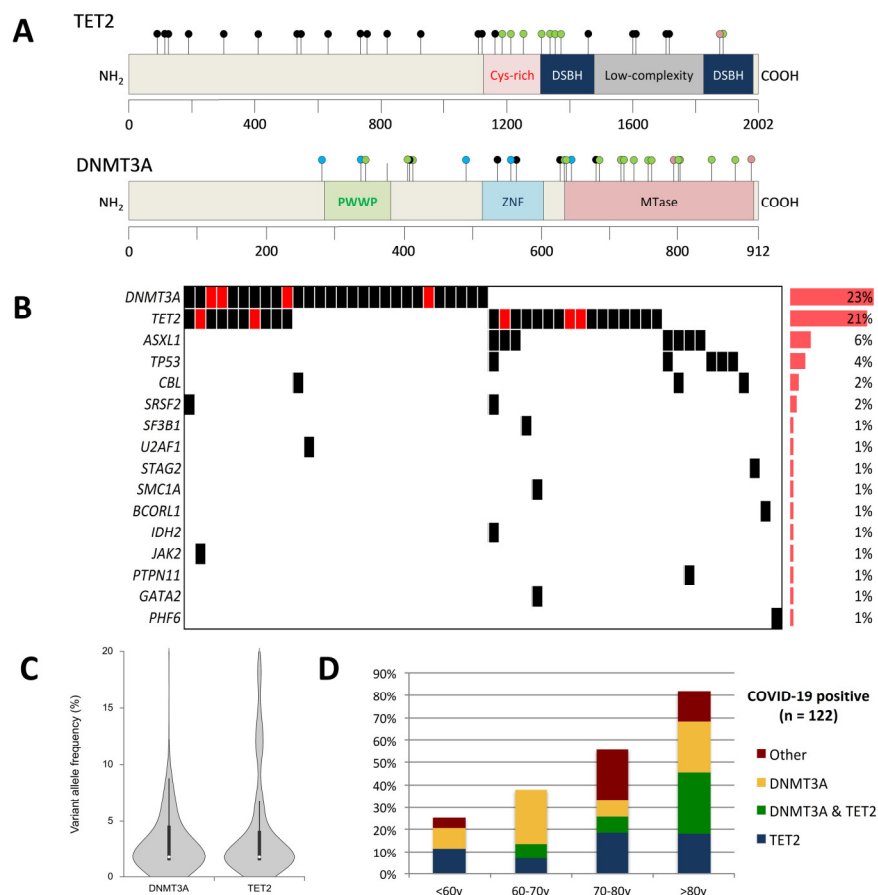 A
TET2
NH2
Cys-rich
DSBH
Low-complexity
DSBH
COOH
0 400 800 1200 1600 2002
DNMT3A
NH2
PWWP
ZNF
MTase
COOH
0 200 400 600 800 912
B
DNMT3A 23%
TET2 21%
ASXL1 6%
TP53 4%
CBL 2%
SRSF2 2%
SF3B1 1%
U2AF1 1%
STAG2 1%
SMC1A 1%
BCORL1 1%
IDH2 1%
JAK2 1%
PTPN11 1%
GATA2 1%
PHF6 1%
C
Variant allele frequency (%)
20
15
10
5
0
DNMT3A TET2
D
90%
80%
70%
60%
50%
40%
30%
20%
10%
0%
<60y 60-70y 70-80y >80y
COVID-19 positive
(n = 122)
Other
DNMT3A
DNMT3A & TET2
TET2